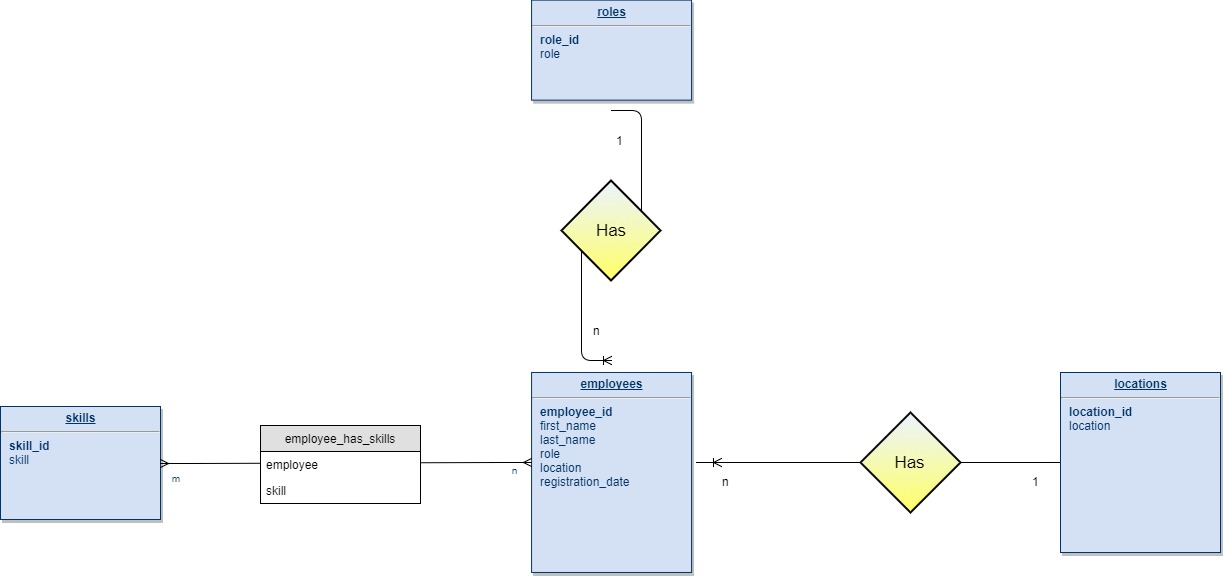 roles
role_id
role
1
Has
n
employees
employee_id
first_name
last_name
role
location
registration_date
locations
location_id
location
skills
skill_id
skill
m
employee_has_skills
employee
skill
n
n
Has
1